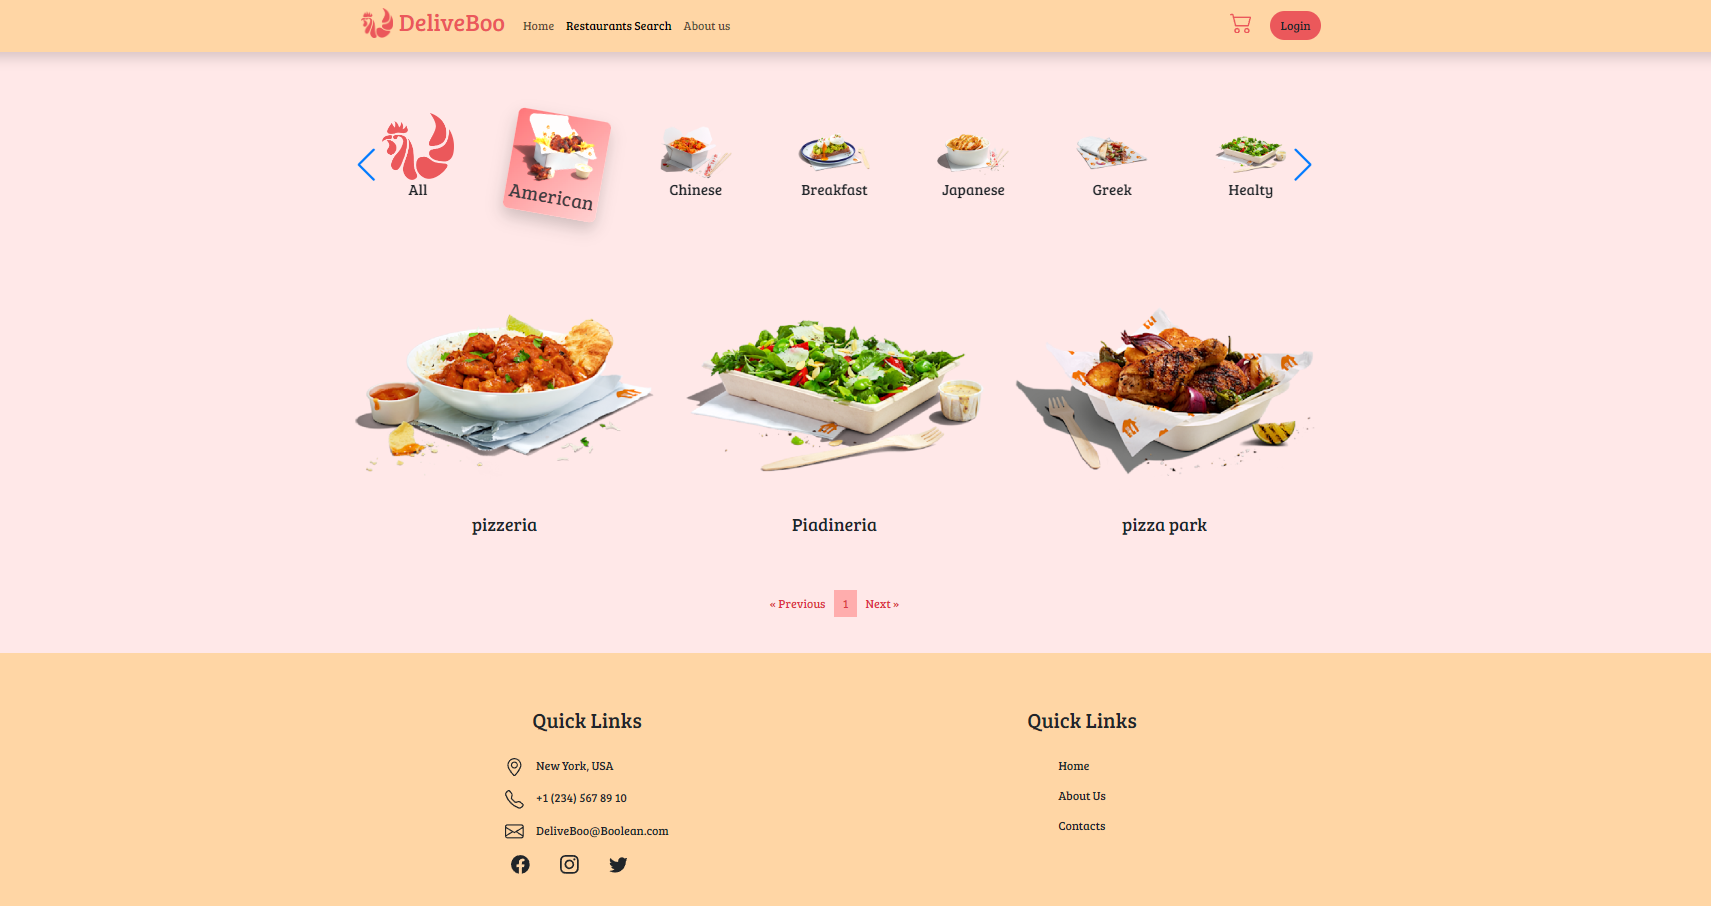 DeliveBoo
Home Restaurants Search About us
Login
All
American
Chinese
Breakfast
Japanese
Greek
Healty
pizzeria
Piadineria
pizza park
« Previous 1 Next »
Quick Links
New York, USA
+1 (234) 567 89 10
DeliveBoo@Boolean.com
Quick Links
Home
About Us
Contacts